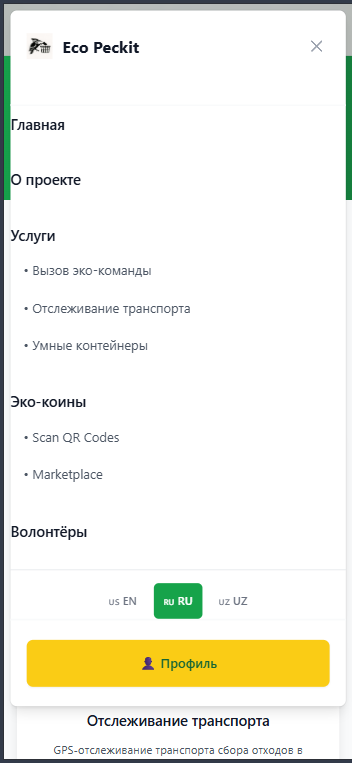 Eco Peckit
Главная
О проекте
Услуги
• Вызов эко-команды
• Отслеживание транспорта
• Умные контейнеры
Эко-коины
• Scan QR Codes
• Marketplace
Волонтёры
US EN RU RU UZ UZ
Профиль
Отслеживание транспорта
GPS-отслеживание транспорта сбора отходов в